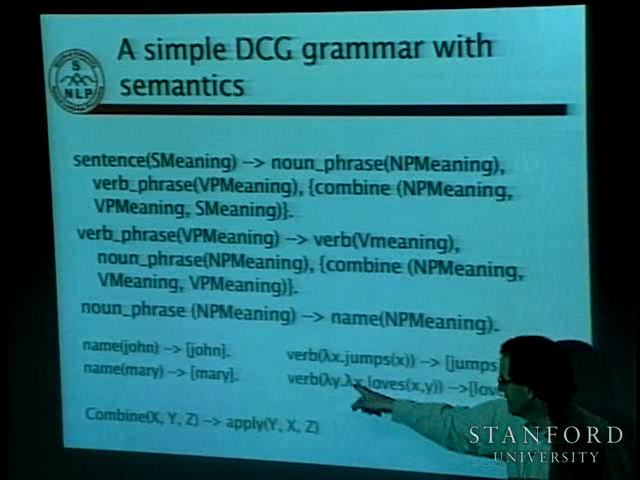 A simple DCG grammar with
semantics
S
NLP
sentence(SMeaning) --> noun_phrase(NPMeaning),
verb_phrase(VPMeaning), {combine (NPMeaning,
VPMeaning, SMeaning)}.
verb_phrase(VPMeaning) --> verb(Vmeaning),
noun_phrase(NPMeaning), {combine (NPMeaning,
VMeaning, VPMeaning)}.
noun_phrase (NPMeaning) --> name(NPMeaning).
name(john) --> [john].
name(mary) --> [mary].
verb(λx.jumps(x)) --> [jumps
verb(λy.λx.loves(x,y)) -->[love
Combine(X, Y, Z) --> apply(Y, X, Z)
STANFORD
UNIVERSITY